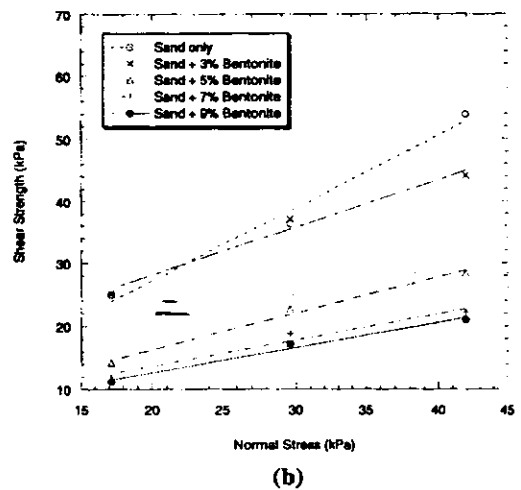 70
60
50
40
30
20
10
Shear Strength (kPa)
Sand only
Sand + 3% Bentonite
Sand + 5% Bentonite
Sand + 7% Bentonite
Sand + 9% Bentonite
15 20 25 30 35 40 45
Normal Stress (kPa)
(b)